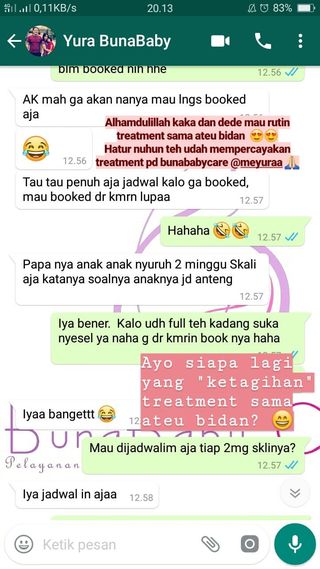 0,11K/s
20.13
83%
Yura BunaBaby
blm booked nih hhe
12.56
AK mah ga akan nanya mau lngs booked
aja
Alhamdulillah kaka dan dede mau rutin
treatment sama ateu bidan 😍😍
Hatur nuhun teh udah mempercayakan
treatment pd bunababycare @meyuraa 🙏
😂
12.56
Tau tau penuh aja jadwal kalo ga booked,
mau booked dr kmrn lupaa
12.57
Hahaha 🤣🤣
12.57
Papa nya anak anak nyuruh 2 minggu Skali
aja katanya soalnya anaknya jd anteng
12.57
Iya bener. Kalo udh full teh kadang suka
nyesel ya naha g dr kmrin book nya haha
12.57
Ayo siapa lagi
yang "ketagihan"
treatment sama
ateu bidan? 😄
Iyaa bangettt 😂
12
BunaBaby
Pelayanan
Mau dijadwalim aja tiap 2mg sklinya?
12.57
Iya jadwal in ajaa
12.58
Ketik pesan